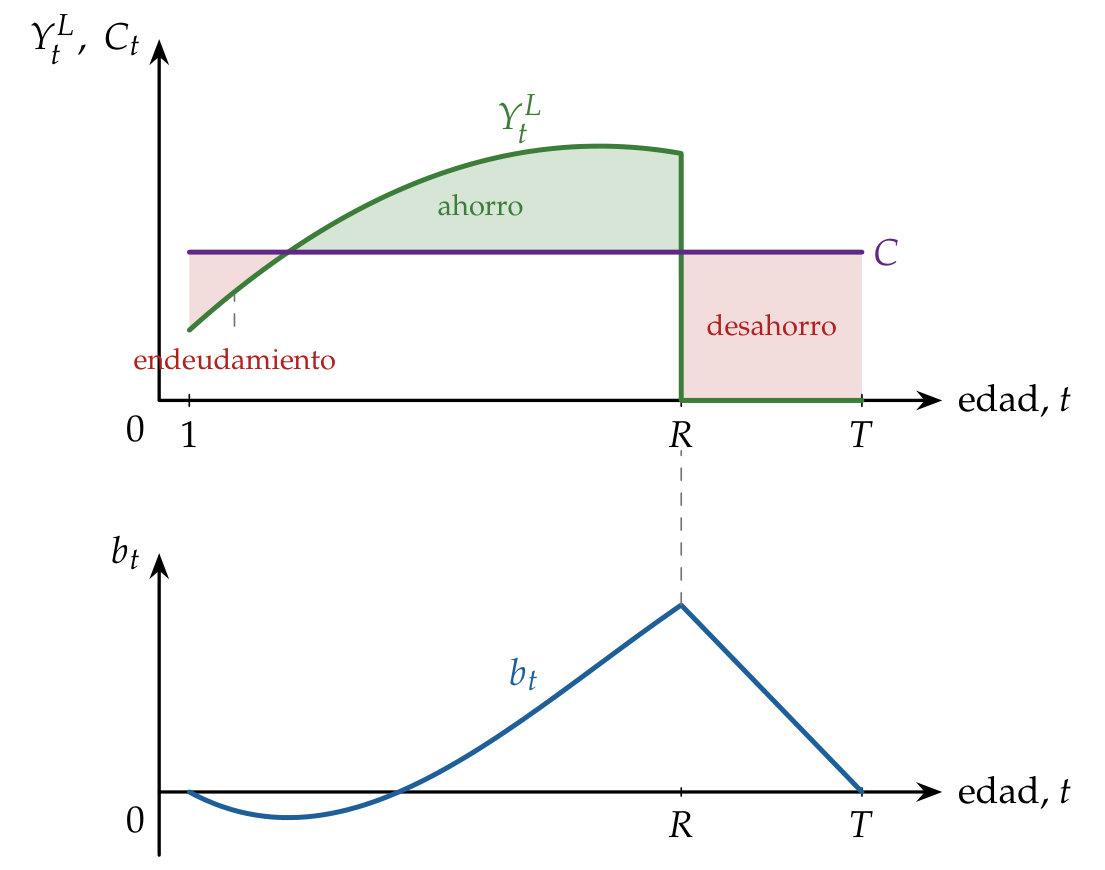 Y_t^L, C_t
Y_t^L
ahorro
C
desahorro
endeudamiento
edad, t
0
1
R
T
b_t
b_t
edad, t
0
R
T